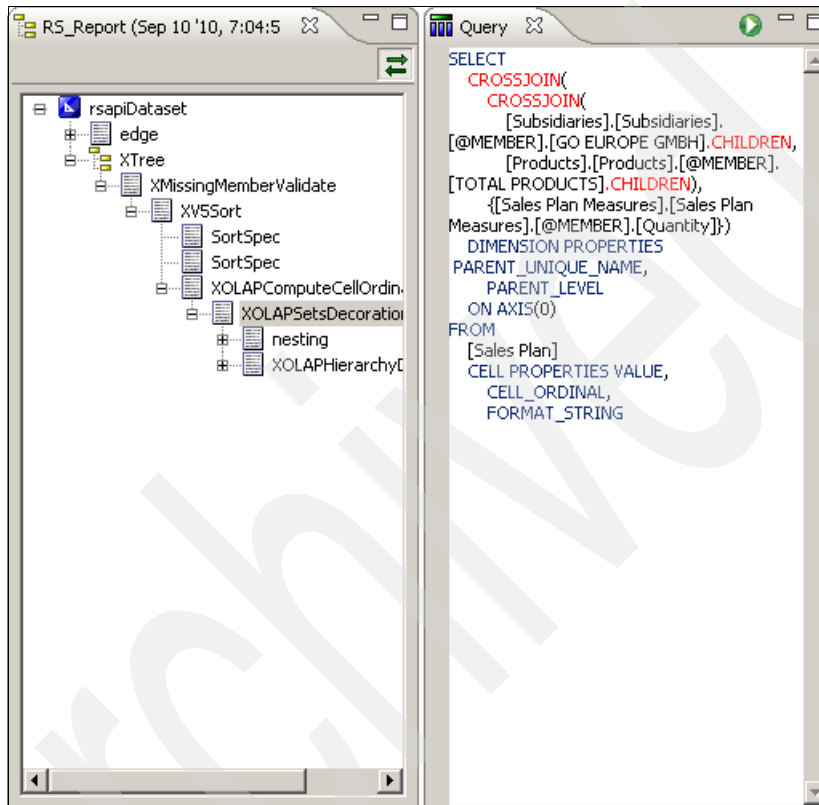 RS_Report (Sep 10 '10, 7:04:5
rsapiDataset
edge
XTree
XMissingMemberValidate
XV5Sort
SortSpec
SortSpec
XOLAPComputeCellOrdin
XOLAPSetsDecoration
nesting
XOLAPHierarchyD
Query
SELECT
CROSSJOIN(
CROSSJOIN(
[Subsidiaries].[Subsidiaries].
[@MEMBER].[GO EUROPE GMBH].CHILDREN,
[Products].[Products].[@MEMBER].
[TOTAL PRODUCTS].CHILDREN),
{[Sales Plan Measures].[Sales Plan
Measures].[@MEMBER].[Quantity]})
DIMENSION PROPERTIES
PARENT_UNIQUE_NAME,
PARENT_LEVEL
ON AXIS(0)
FROM
[Sales Plan]
CELL PROPERTIES VALUE,
CELL_ORDINAL,
FORMAT_STRING